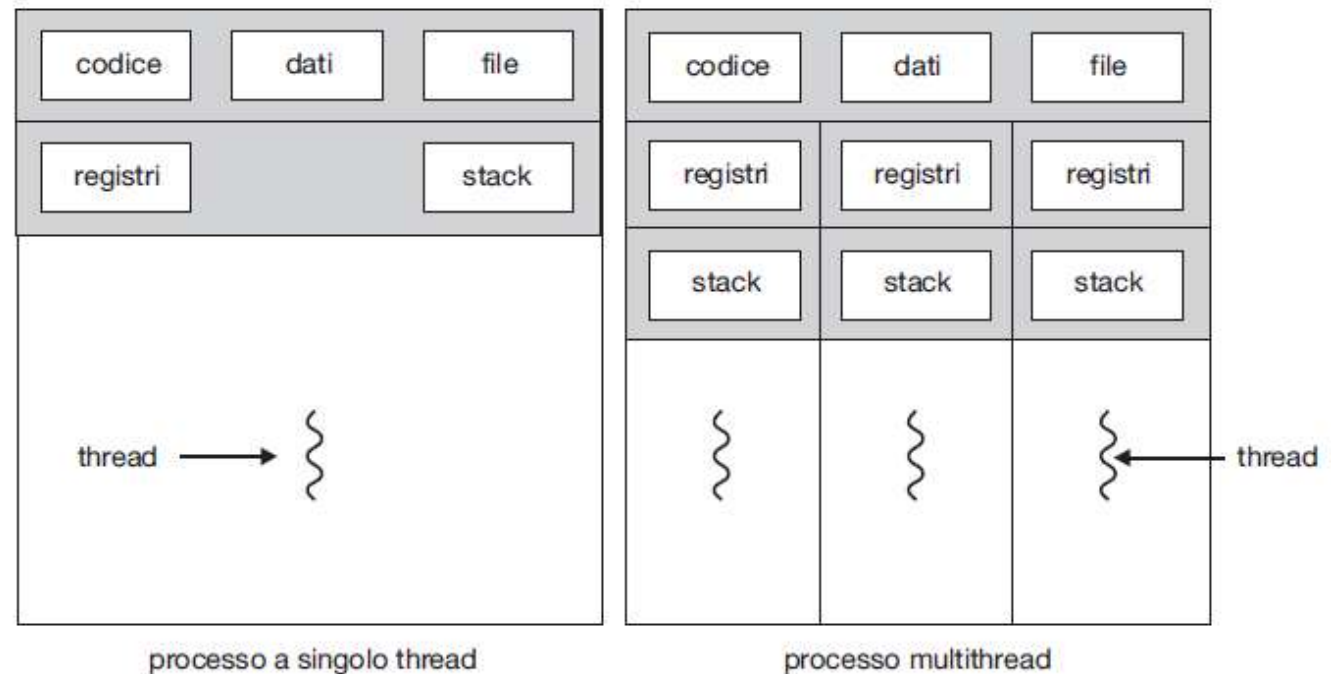 codice dati file
registri stack
thread
processo a singolo thread
codice dati file
registri registri registri
stack stack stack
thread
processo multithread